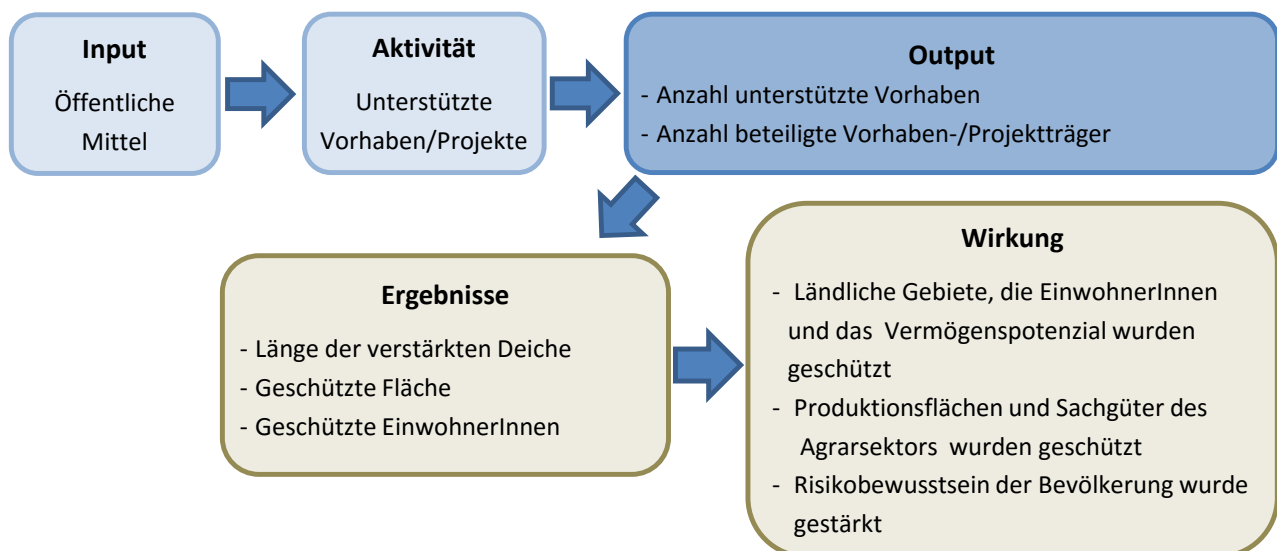 Input
Öffentliche
Mittel
Aktivität
Unterstützte
Vorhaben/Projekte
Output
- Anzahl unterstützte Vorhaben
- Anzahl beteiligte Vorhaben-/Projektträger
Ergebnisse
- Länge der verstärkten Deiche
- Geschützte Fläche
- Geschützte EinwohnerInnen
Wirkung
- Ländliche Gebiete, die EinwohnerInnen
und das Vermögenspotenzial wurden
geschützt
- Produktionsflächen und Sachgüter des
Agrarsektors wurden geschützt
- Risikobewusstsein der Bevölkerung wurde
gestärkt